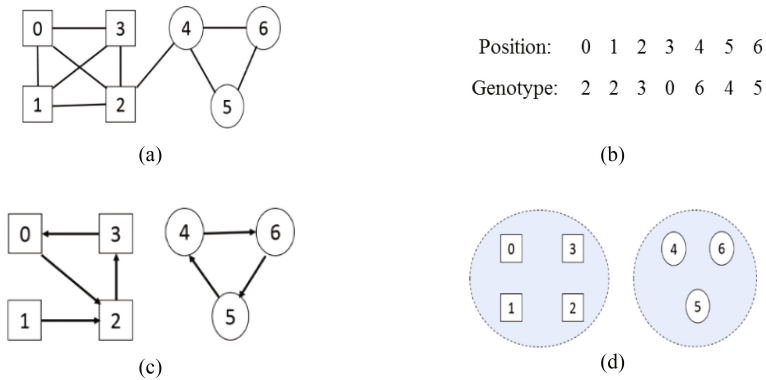 0 3 4 6
1 2 5
(a)
Position: 0 1 2 3 4 5 6
Genotype: 2 2 3 0 6 4 5
(b)
0 3 4 6
1 2 5
(c)
0 3 4 6
1 2 5
(d)